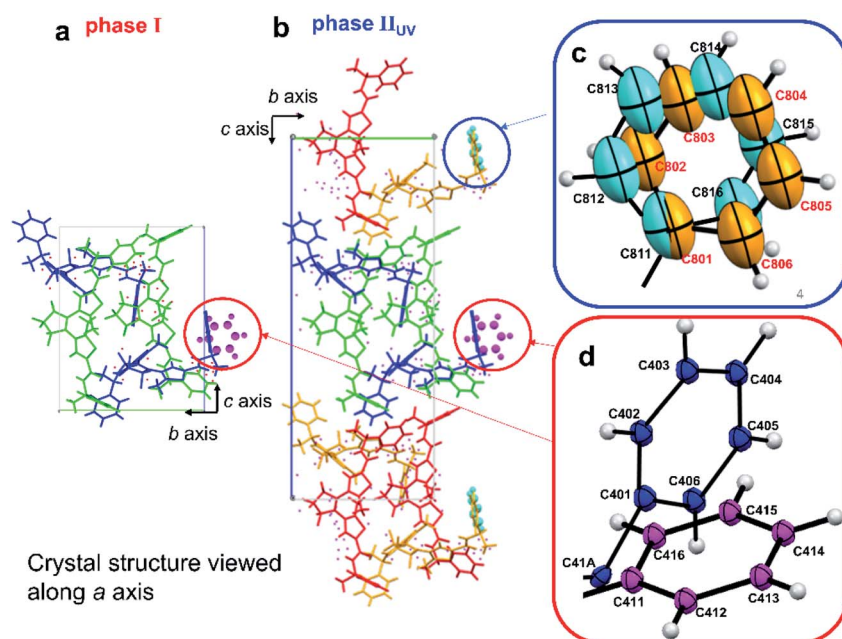 a phase I
b phase IIUV
b axis
c axis
c axis
b axis
Crystal structure viewed
along a axis
c
C814
C813
C804
C803
C815
C802
C812
C816
C805
C811
C801
C806
4
d
C403
C404
C402
C405
C401
C406
C415
C416
C414
C41A
C411
C413
C412